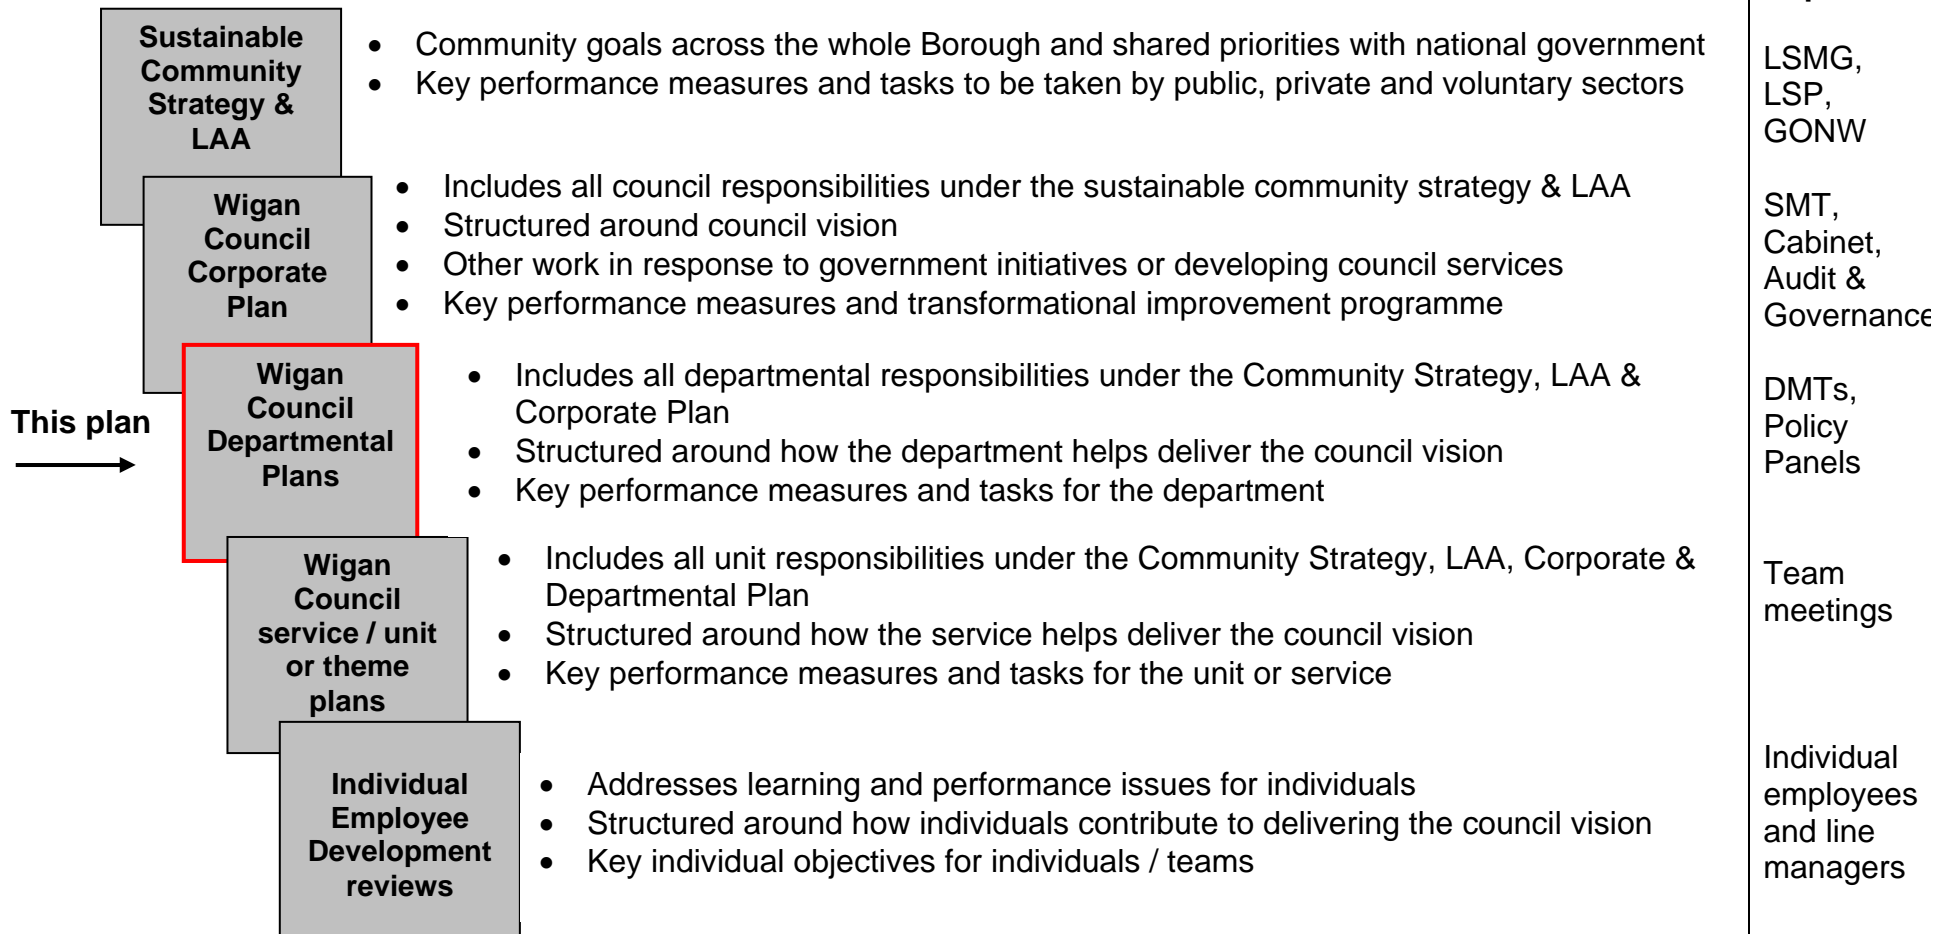 Sustainable
Community
Strategy &
LAA
• Community goals across the whole Borough and shared priorities with national government
• Key performance measures and tasks to be taken by public, private and voluntary sectors
LSMG,
LSP,
GONW
Wigan
Council
Corporate
Plan
• Includes all council responsibilities under the sustainable community strategy & LAA
• Structured around council vision
• Other work in response to government initiatives or developing council services
• Key performance measures and transformational improvement programme
SMT,
Cabinet,
Audit &
Governance
This plan
Wigan
Council
Departmental
Plans
• Includes all departmental responsibilities under the Community Strategy, LAA &
Corporate Plan
• Structured around how the department helps deliver the council vision
• Key performance measures and tasks for the department
DMTs,
Policy
Panels
Wigan
Council
service / unit
or theme
plans
• Includes all unit responsibilities under the Community Strategy, LAA, Corporate &
Departmental Plan
• Structured around how the service helps deliver the council vision
• Key performance measures and tasks for the unit or service
Team
meetings
Individual
Employee
Development
reviews
• Addresses learning and performance issues for individuals
• Structured around how individuals contribute to delivering the council vision
• Key individual objectives for individuals / teams
Individual
employees
and line
managers